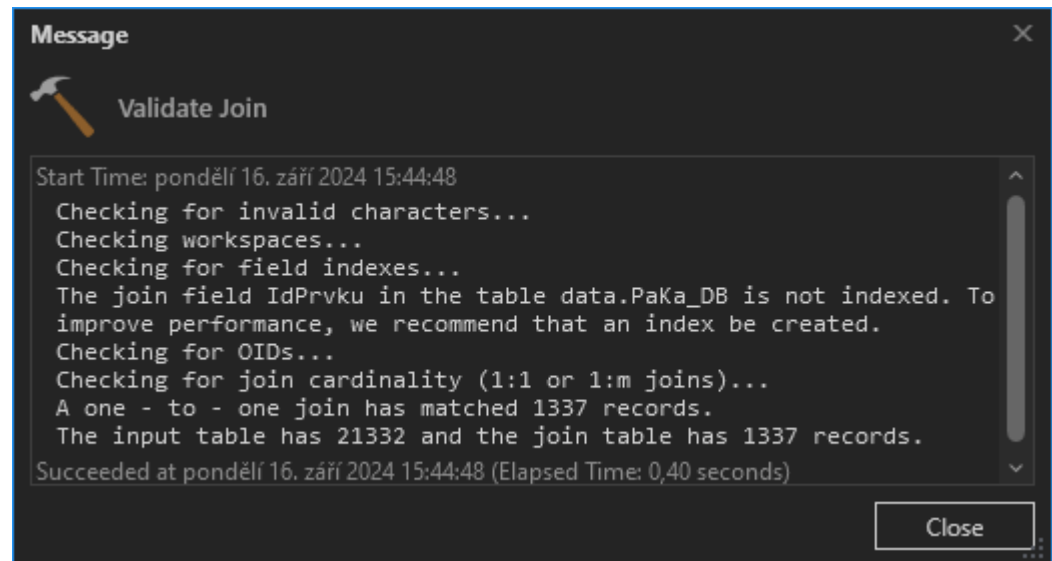 Message
Validate Join
Start Time: pondělí 16. září 2024 15:44:48
Checking for invalid characters...
Checking workspaces...
Checking for field indexes...
The join field IdPrvku in the table data.PaKa_DB is not indexed. To
improve performance, we recommend that an index be created.
Checking for OIDs...
Checking for join cardinality (1:1 or 1:m joins)...
A one - to - one join has matched 1337 records.
The input table has 21332 and the join table has 1337 records.
Succeeded at pondělí 16. září 2024 15:44:48 (Elapsed Time: 0,40 seconds)
Close